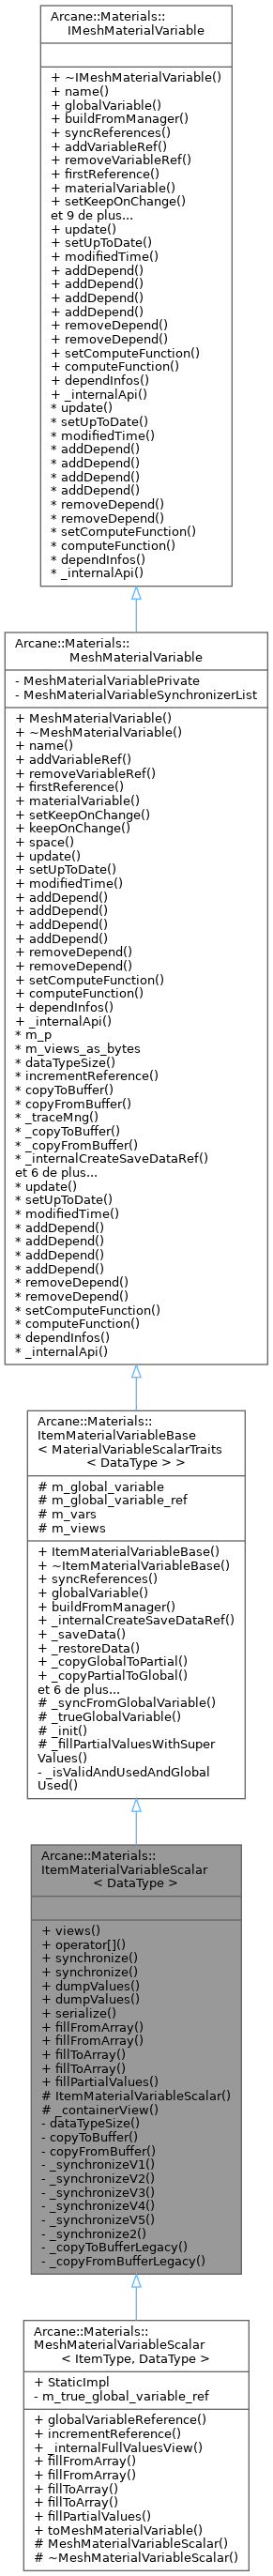 Arcane::Materials::
IMeshMaterialVariable
+ ~IMeshMaterialVariable()
+ name()
+ globalVariable()
+ buildFromManager()
+ syncReferences()
+ addVariableRef()
+ removeVariableRef()
+ firstReference()
+ materialVariable()
+ setKeepOnChange()
et 9 de plus...
+ update()
+ setUpToDate()
+ modifiedTime()
+ addDepend()
+ addDepend()
+ addDepend()
+ addDepend()
+ removeDepend()
+ removeDepend()
+ setComputeFunction()
+ computeFunction()
+ dependInfos()
+ _internalApi()
* update()
* setUpToDate()
* modifiedTime()
* addDepend()
* addDepend()
* addDepend()
* addDepend()
* removeDepend()
* removeDepend()
* setComputeFunction()
* computeFunction()
* dependInfos()
* _internalApi()
Arcane::Materials::
MeshMaterialVariable
- MeshMaterialVariablePrivate
- MeshMaterialVariableSynchronizerList
+ MeshMaterialVariable()
+ ~MeshMaterialVariable()
+ name()
+ addVariableRef()
+ removeVariableRef()
+ firstReference()
+ materialVariable()
+ setKeepOnChange()
+ keepOnChange()
+ space()
+ update()
+ setUpToDate()
+ modifiedTime()
+ addDepend()
+ addDepend()
+ addDepend()
+ addDepend()
+ removeDepend()
+ removeDepend()
+ setComputeFunction()
+ computeFunction()
+ dependInfos()
+ _internalApi()
* m_p
* m_views_as_bytes
* dataTypeSize()
* incrementReference()
* copyToBuffer()
* copyFromBuffer()
* _traceMng()
* _copyToBuffer()
* _copyFromBuffer()
* _internalCreateSaveDataRef()
et 6 de plus...
* update()
* setUpToDate()
* modifiedTime()
* addDepend()
* addDepend()
* addDepend()
* addDepend()
* removeDepend()
* removeDepend()
* setComputeFunction()
* computeFunction()
* dependInfos()
* _internalApi()
Arcane::Materials::
ItemMaterialVariableBase
< MaterialVariableScalarTraits
< DataType > >
# m_global_variable
# m_global_variable_ref
# m_vars
# m_views
+ ItemMaterialVariableBase()
+ ~ItemMaterialVariableBase()
+ syncReferences()
+ globalVariable()
+ buildFromManager()
+ _internalCreateSaveDataRef()
+ _saveData()
+ _restoreData()
+ _copyGlobalToPartial()
+ _copyPartialToGlobal()
et 6 de plus...
# _syncFromGlobalVariable()
# _trueGlobalVariable()
# _init()
# _fillPartialValuesWithSuper
Values()
- _isValidAndUsedAndGlobal
Used()
Arcane::Materials::
ItemMaterialVariableScalar
< DataType >
+ views()
+ operator[]()
+ synchronize()
+ synchronize()
+ dumpValues()
+ dumpValues()
+ serialize()
+ fillFromArray()
+ fillFromArray()
+ fillToArray()
+ fillToArray()
+ fillPartialValues()
# ItemMaterialVariableScalar()
# _containerView()
- dataTypeSize()
- copyToBuffer()
- copyFromBuffer()
- _synchronizeV1()
- _synchronizeV2()
- _synchronizeV3()
- _synchronizeV4()
- _synchronizeV5()
- _synchronize2()
- _copyToBufferLegacy()
- _copyFromBufferLegacy()
Arcane::Materials::
MeshMaterialVariableScalar
< ItemType, DataType >
+ StaticImpl
- m_true_global_variable_ref
+ globalVariableReference()
+ incrementReference()
+ _internalFullValuesView()
+ fillFromArray()
+ fillFromArray()
+ fillToArray()
+ fillToArray()
+ fillPartialValues()
+ toMeshMaterialVariable()
# MeshMaterialVariableScalar()
# ~MeshMaterialVariableScalar()